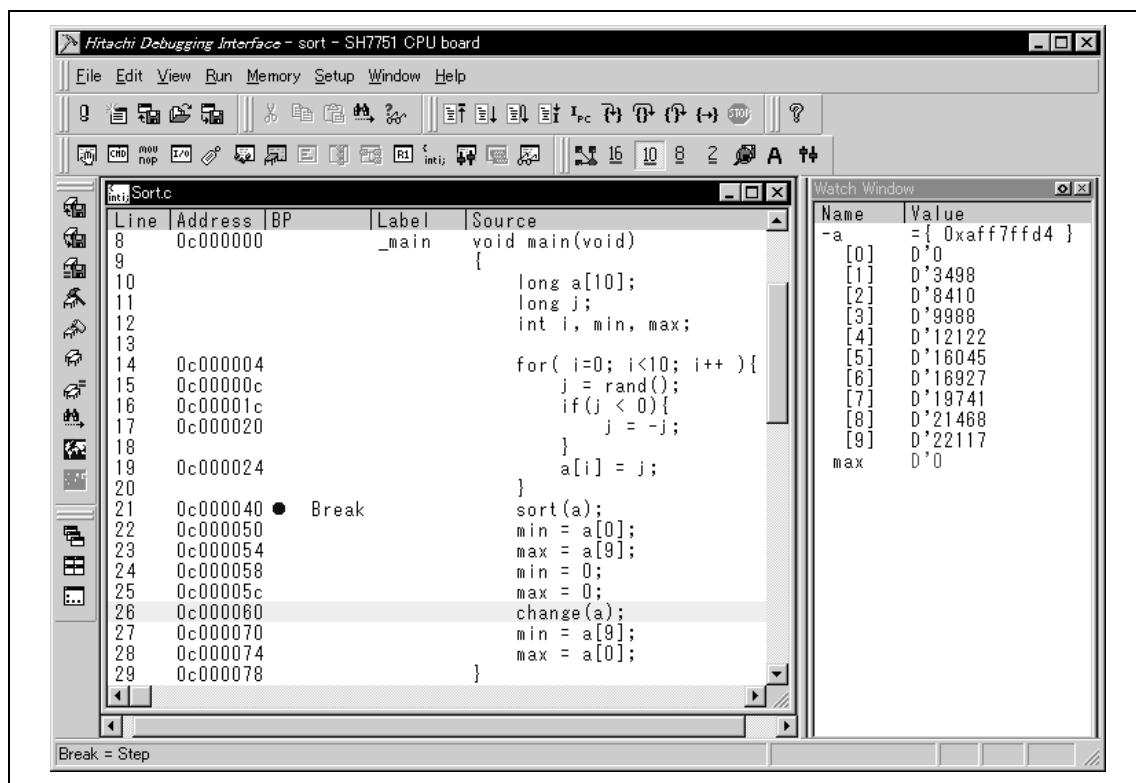 Hitachi Debugging Interface - sort - SH7751 CPU board
File Edit View Run Memory Setup Window Help
16 10 8 2 A
Sort.c
Line Address BP Label Source
8 0c000000 _main void main(void)
9 {
10 long a[10];
11 long j;
12 int i, min, max;
13
14 0c000004 for( i=0; i<10; i++ ){
15 0c00000c j = rand();
16 0c00001c if(j < 0){
17 0c000020 j = -j;
18 }
19 0c000024 a[i] = j;
20 }
21 0c000040 ● Break sort(a);
22 0c000050 min = a[0];
23 0c000054 max = a[9];
24 0c000058 min = 0;
25 0c00005c max = 0;
26 0c000060 change(a);
27 0c000070 min = a[9];
28 0c000074 max = a[0];
29 0c000078 }
Watch Window
Name Value
-a ={ 0xaff7ffd4 }
[0] D'0
[1] D'3498
[2] D'8410
[3] D'9988
[4] D'12122
[5] D'16045
[6] D'16927
[7] D'19741
[8] D'21468
[9] D'22117
max D'0
Break = Step